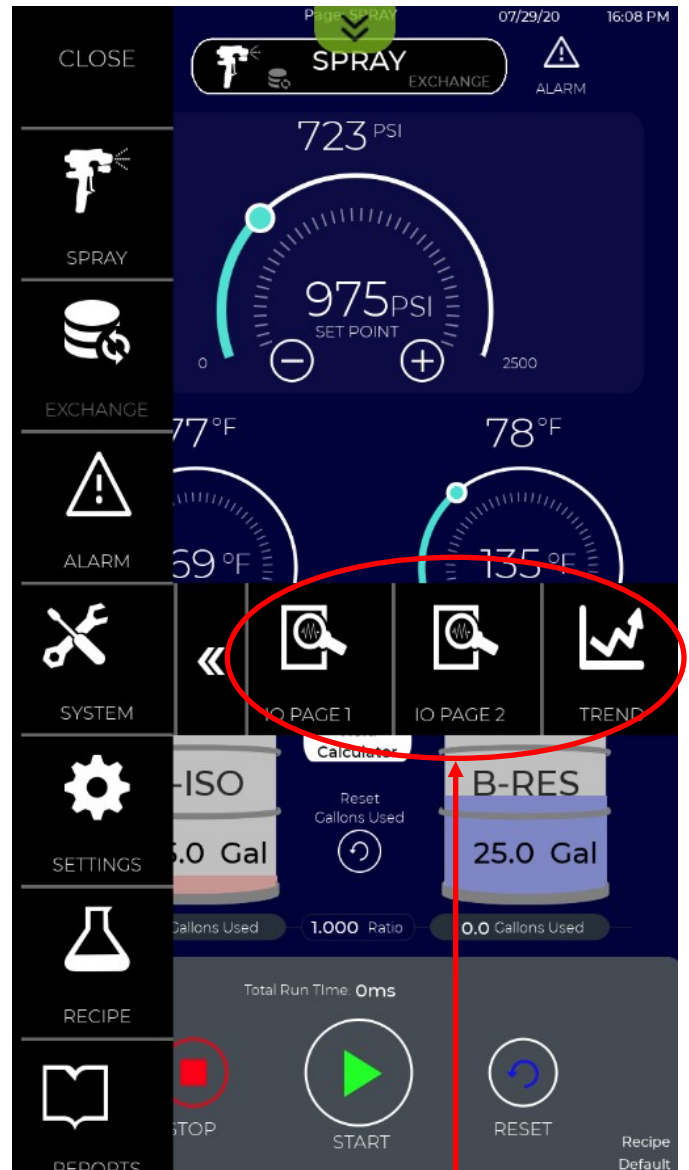 Page: SPRAY
07/29/20 16:08 PM
CLOSE
SPRAY
EXCHANGE
ALARM
723 PSI
SPRAY
975PSI
SET POINT
0
2500
EXCHANGE
77°F
78°F
ALARM
69 °F
135 °F
SYSTEM
«
IO PAGE 1
IO PAGE 2
TREND
Calculator
-ISO
B-RES
Reset
Gallons Used
5.0 Gal
25.0 Gal
SETTINGS
Gallons Used
1.000 Ratio
0.0 Gallons Used
RECIPE
Total Run TIme: 0ms
STOP
START
RESET
Recipe
Default
REPORTS